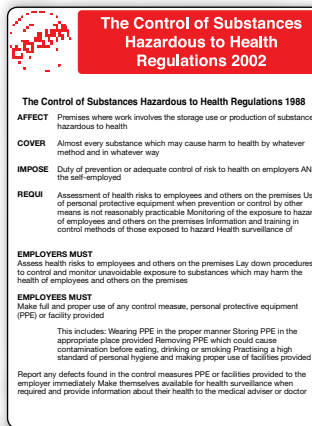 COSHH
The Control of Substances
Hazardous to Health
Regulations 2002
The Control of Substances Hazardous to Health Regulations 1988
AFFECT Premises where work involves the storage use or production of substance
hazardous to health
COVER Almost every substance which may cause harm to health by whatever
method and in whatever way
IMPOSE Duty of prevention or adequate control of risk to health on employers AN
the self-employed
REQUI Assessment of health risks to employees and others on the premises Us
of personal protective equipment when prevention or control by other
means is not reasonably practicable Monitoring of the exposure to hazar
of employees and others on the premises Information and training in
control methods of those exposed to hazard Health surveillance of
EMPLOYERS MUST
Assess health risks to employees and others on the premises Lay down procedures
to control and monitor unavoidable exposure to substances which may harm the
health of employees and others on the premises
EMPLOYEES MUST
Make full and proper use of any control measure, personal protective equipment
(PPE) or facility provided
This includes: Wearing PPE in the proper manner Storing PPE in the
appropriate place provided Removing PPE which could cause
contamination before eating, drinking or smoking Practising a high
standard of personal hygiene and making proper use of facilities provided
Report any defects found in the control measures PPE or facilities provided to the
employer immediately Make themselves available for health surveillance when
required and provide information about their health to the medical adviser or doctor